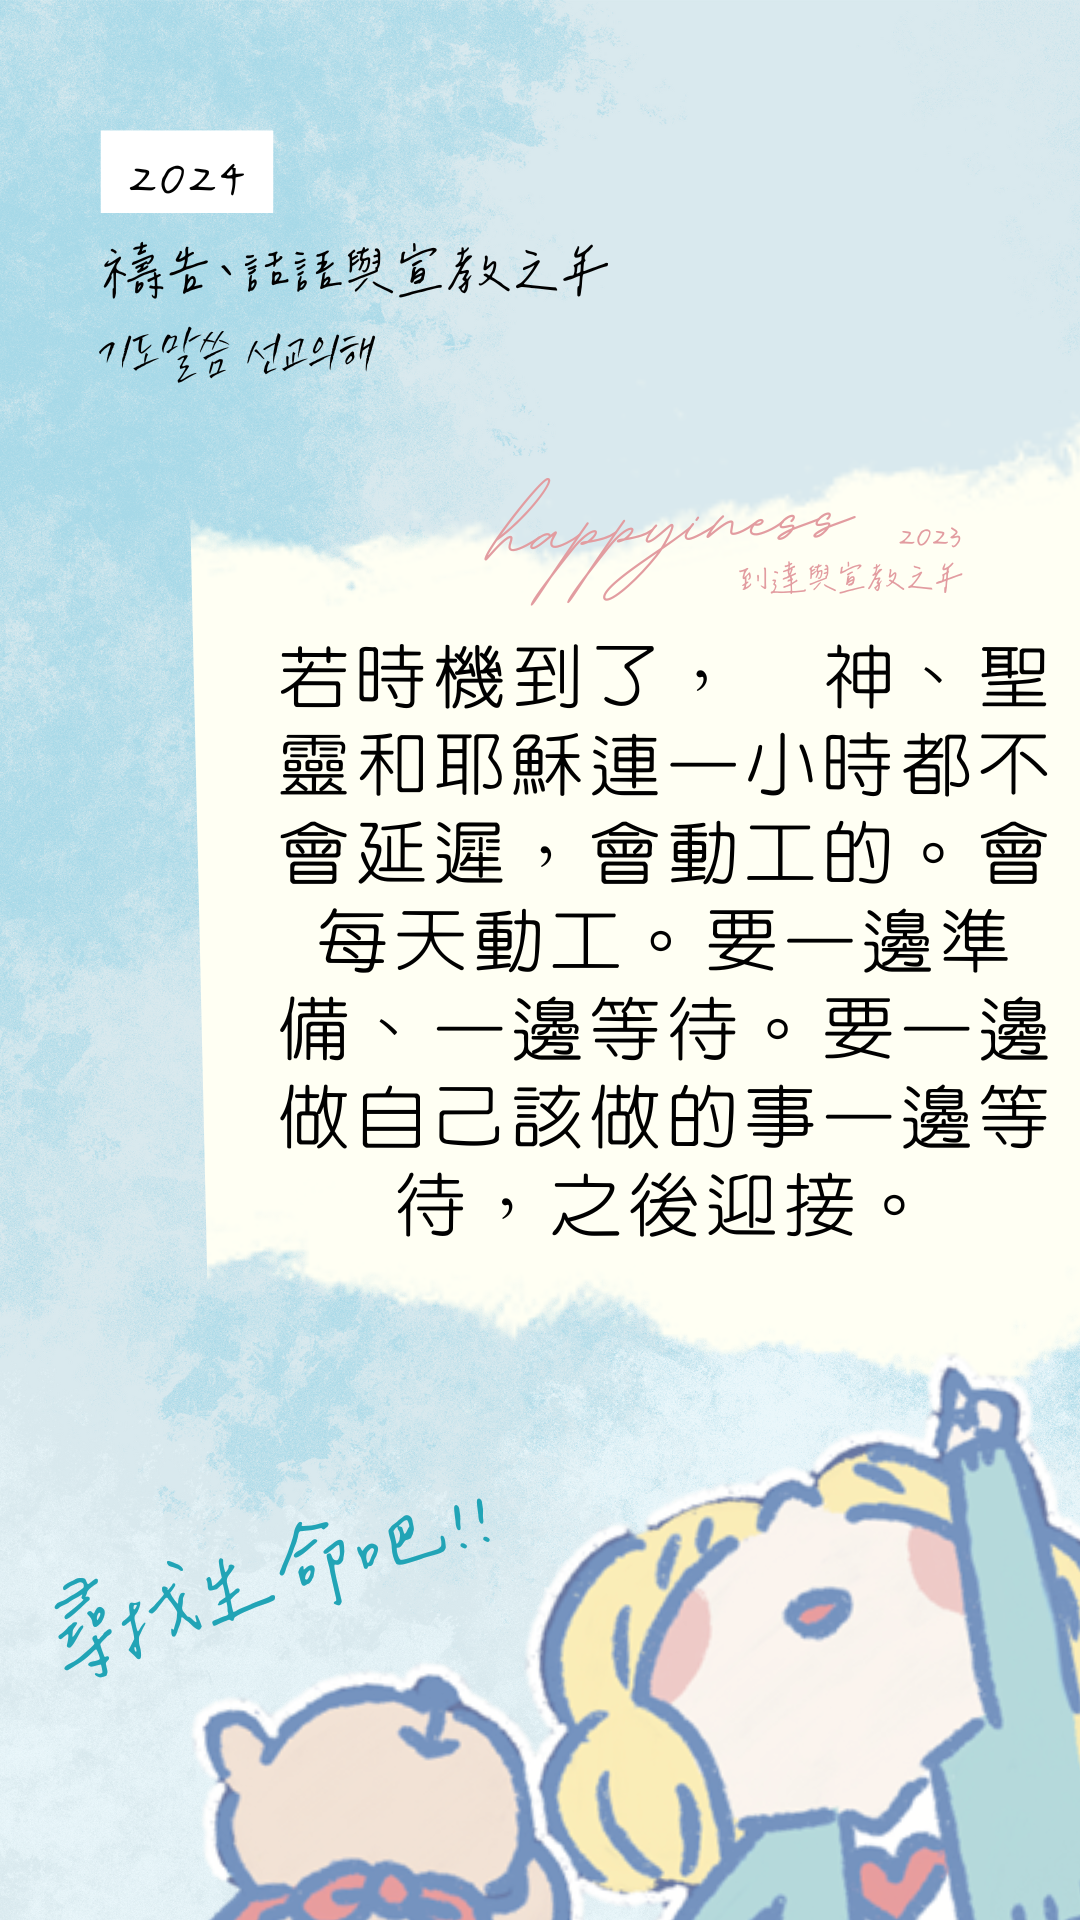 2024
禱告、話語與宣教之年
기도말씀 선교의해
happyiness
2023
到達與宣教之年
若時機到了，　神、聖
靈和耶穌連一小時都不
會延遲，會動工的。會
每天動工。要一邊準
備、一邊等待。要一邊
做自己該做的事一邊等
待，之後迎接。
尋找生命吧!!